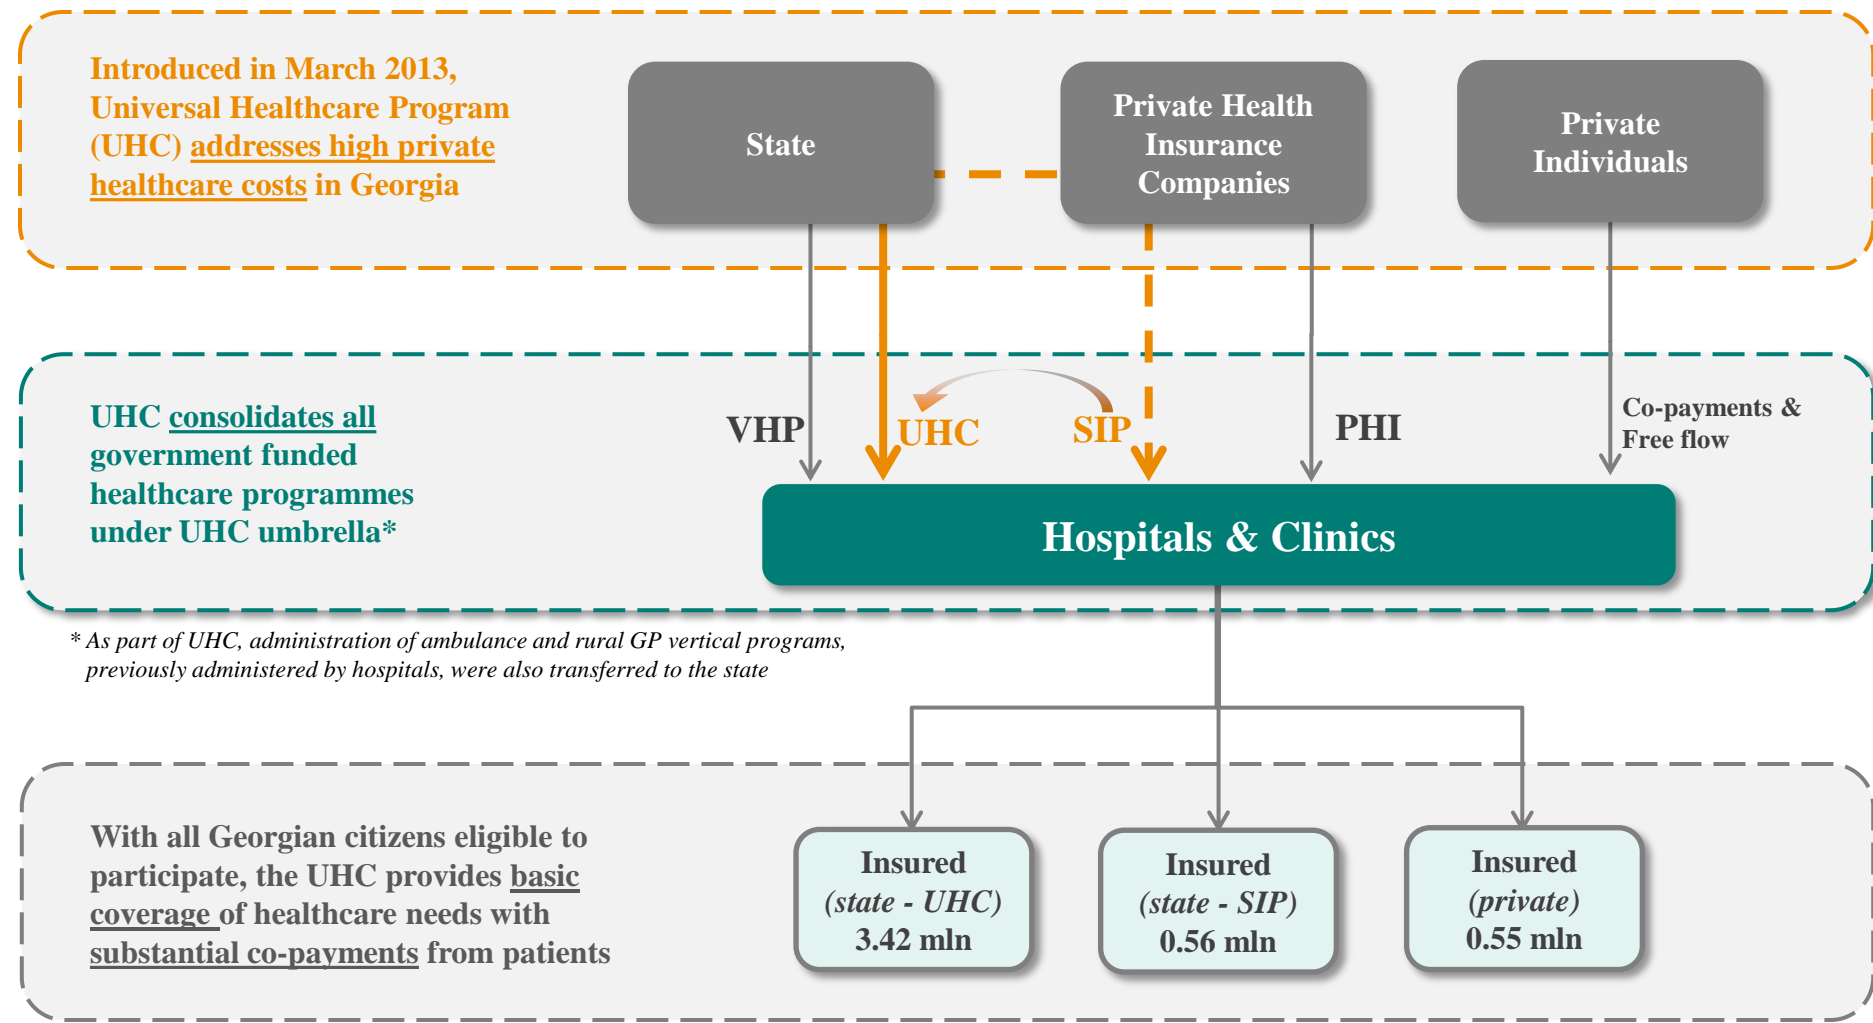 Introduced in March 2013,
Universal Healthcare Program
(UHC) addresses high private
healthcare costs in Georgia
State
Private Health
Insurance
Companies
Private
Individuals
UHC consolidates all
government funded
healthcare programmes
under UHC umbrella*
VHP
UHC
SIP
PHI
Co-payments &
Free flow
Hospitals & Clinics
* As part of UHC, administration of ambulance and rural GP vertical programs,
previously administered by hospitals, were also transferred to the state
With all Georgian citizens eligible to
participate, the UHC provides basic
coverage of healthcare needs with
substantial co-payments from patients
Insured
(state - UHC)
3.42 mln
Insured
(state - SIP)
0.56 mln
Insured
(private)
0.55 mln